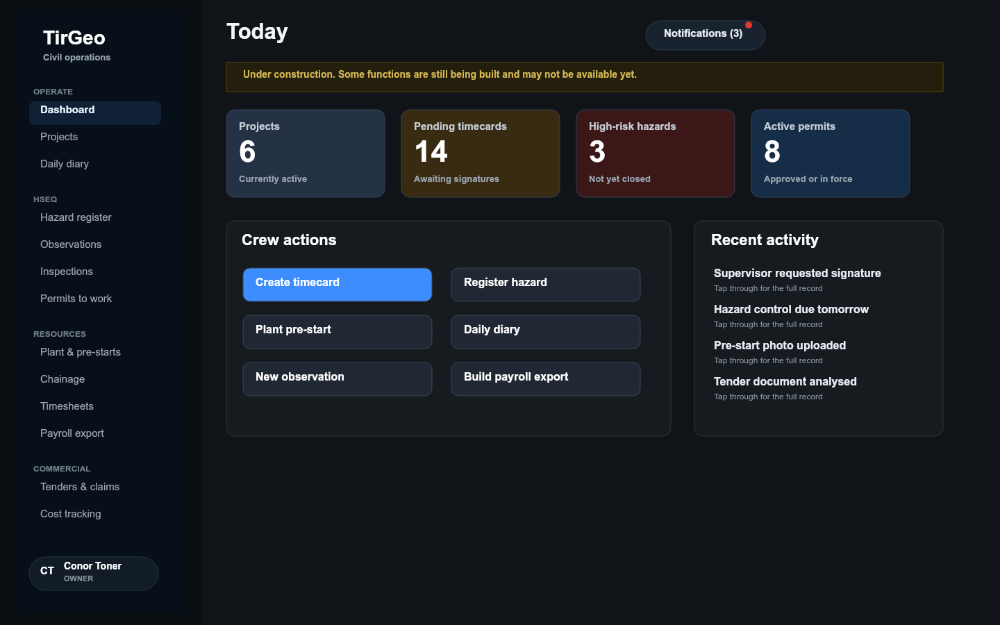 TirGeo
Civil operations
OPERATE
Dashboard
Projects
Daily diary
HSEQ
Hazard register
Observations
Inspections
Permits to work
RESOURCES
Plant & pre-starts
Chainage
Timesheets
Payroll export
COMMERCIAL
Tenders & claims
Cost tracking
CT
Conor Toner
OWNER
Today
Notifications (3)
Under construction. Some functions are still being built and may not be available yet.
Projects
6
Currently active
Pending timecards
14
Awaiting signatures
High-risk hazards
3
Not yet closed
Active permits
8
Approved or in force
Crew actions
Create timecard
Register hazard
Plant pre-start
Daily diary
New observation
Build payroll export
Recent activity
Supervisor requested signature
Tap through for the full record
Hazard control due tomorrow
Tap through for the full record
Pre-start photo uploaded
Tap through for the full record
Tender document analysed
Tap through for the full record